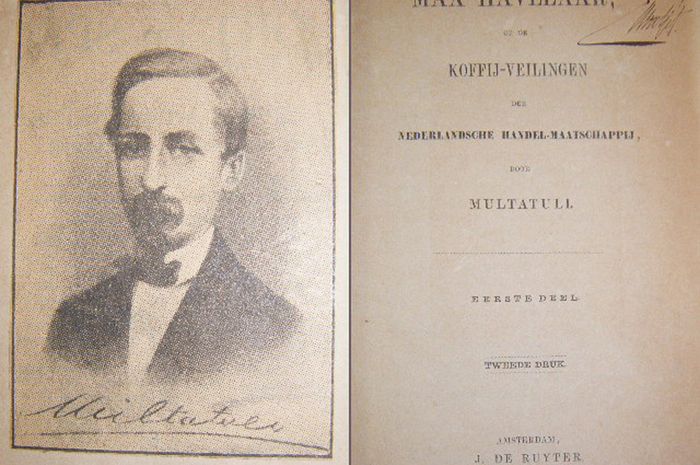 Multatuli
MAX HAVELAAR,
OF DE
KOFFIJ-VEILINGEN
DER
NEDERLANDSCHE HANDEL-MAATSCHAPPIJ,
DOOR
MULTATULI.
EERSTE DEEL.
TWEEDE DRUK.
AMSTERDAM,
J. DE RUYTER.